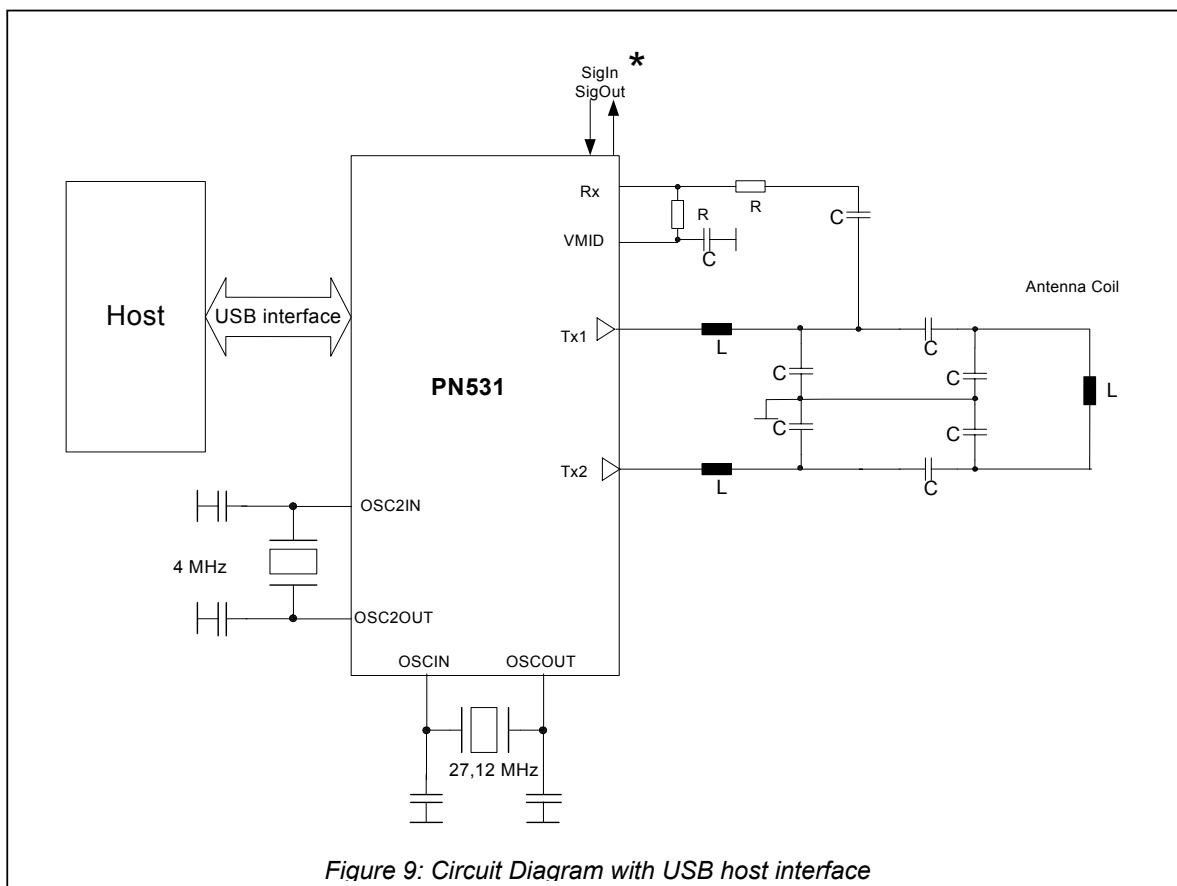 *
SigIn
SigOut
Rx
R
R
C
VMID
C
Antenna Coil
Host
USB interface
Tx1
L
C
PN531
C
C
L
C
C
Tx2
L
C
OSC2IN
4 MHz
OSC2OUT
OSCIN
OSCOUT
27,12 MHz
Figure 9: Circuit Diagram with USB host interface